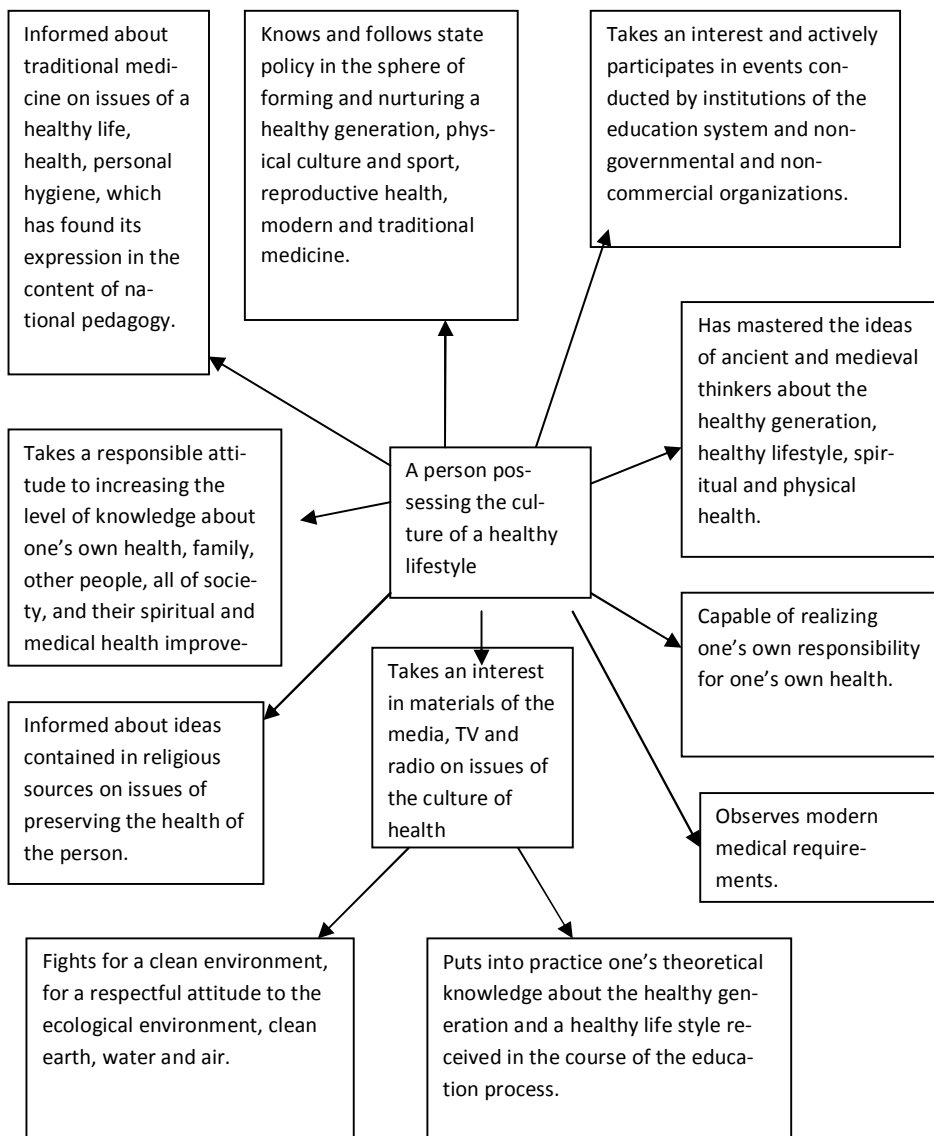 Informed about
traditional medi-
cine on issues of a
healthy life,
health, personal
hygiene, which
has found its
expression in the
content of na-
tional pedagogy.
Knows and follows state
policy in the sphere of
forming and nurturing a
healthy generation, phys-
ical culture and sport,
reproductive health,
modern and traditional
medicine.
Takes an interest and actively
participates in events con-
ducted by institutions of the
education system and non-
governmental and non-
commercial organizations.
Has mastered the ideas
of ancient and medieval
thinkers about the
healthy generation,
healthy lifestyle, spir-
itual and physical
health.
Takes a responsible atti-
tude to increasing the
level of knowledge about
one’s own health, family,
other people, all of socie-
ty, and their spiritual and
medical health improve-
A person pos-
sessing the cul-
ture of a healthy
lifestyle
Capable of realizing
one’s own responsibility
for one’s own health.
Informed about ideas
contained in religious
sources on issues of
preserving the health of
the person.
Takes an interest
in materials of the
media, TV and
radio on issues of
the culture of
health
Observes modern
medical require-
ments.
Fights for a clean environment,
for a respectful attitude to the
ecological environment, clean
earth, water and air.
Puts into practice one’s theoretical
knowledge about the healthy gen-
eration and a healthy life style re-
ceived in the course of the educa-
tion process.